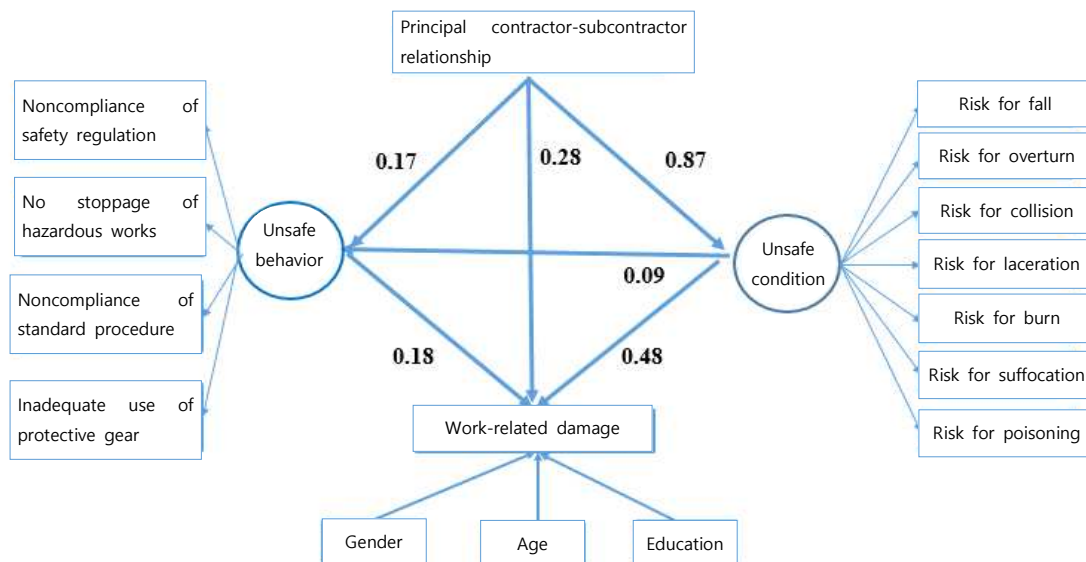 Principal contractor-subcontractor
relationship
Noncompliance of
safety regulation
No stoppage of
hazardous works
Noncompliance of
standard procedure
Inadequate use of
protective gear
Unsafe
behavior
0.17
0.28
0.87
0.09
0.18
0.48
Unsafe
condition
Risk for fall
Risk for overturn
Risk for collision
Risk for laceration
Risk for burn
Risk for suffocation
Risk for poisoning
Work-related damage
Gender
Age
Education